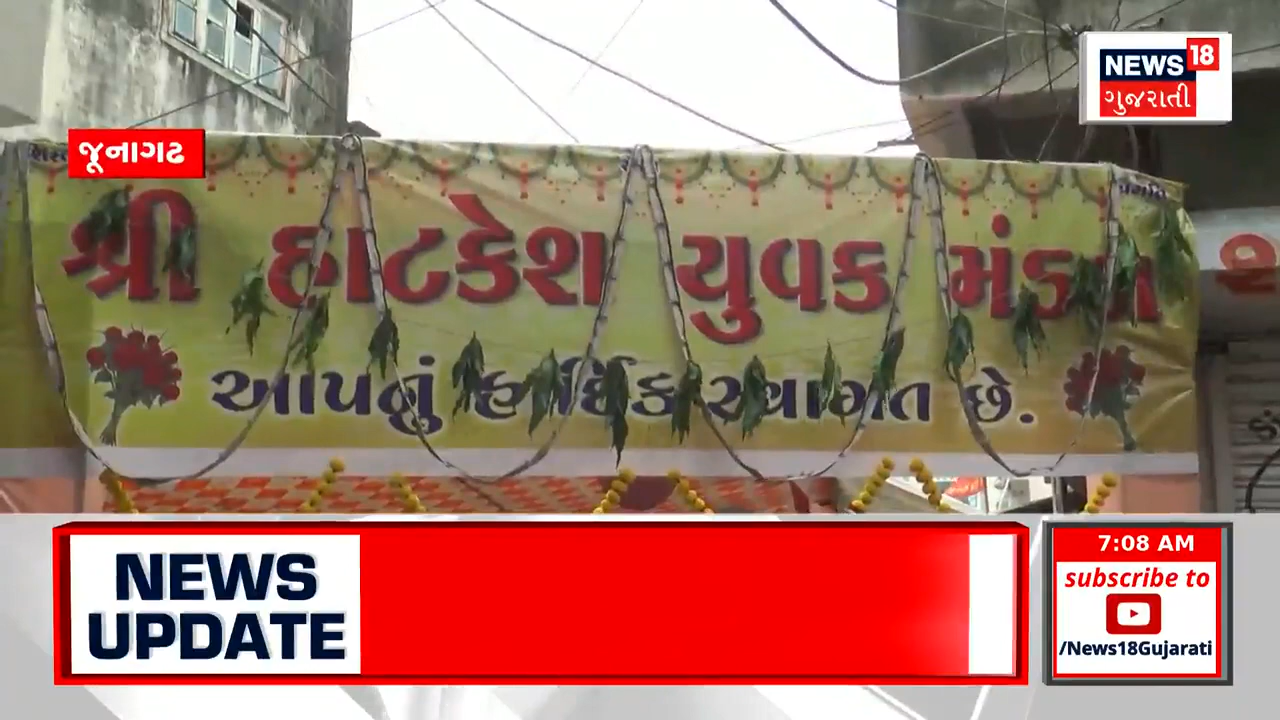 NEWS 18
ગુજરાતી
જૂનાગઢ
શ્રી હાટકેશ યુવક મંડળ
આપનું હાર્દિક સ્વાગત છે.
NEWS
UPDATE
7:08 AM
subscribe to
/News18Gujarati